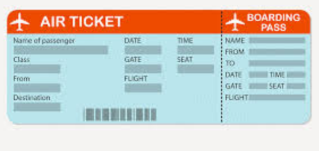 AIR TICKET
Name of passenger DATE TIME
Class GATE SEAT
From FLIGHT
Destination
BOARDING
PASS
NAME
FROM
TO
DATE TIME
GATE SEAT
FLIGHT